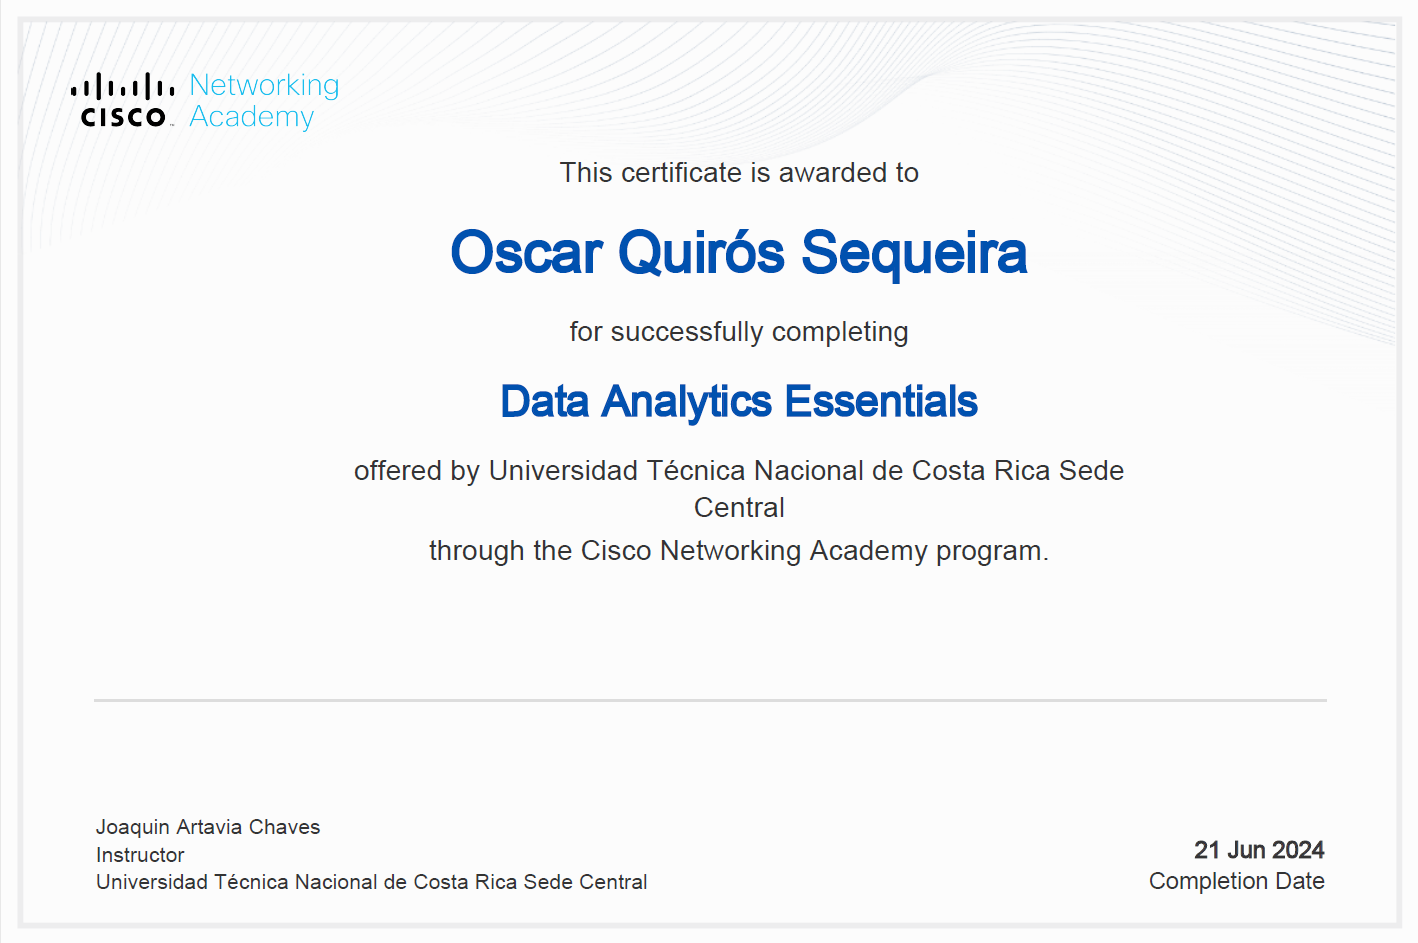 CISCO
Networking
Academy
This certificate is awarded to
Oscar Quirós Sequeira
for successfully completing
Data Analytics Essentials
offered by Universidad Técnica Nacional de Costa Rica Sede
Central
through the Cisco Networking Academy program.
Joaquin Artavia Chaves
Instructor
Universidad Técnica Nacional de Costa Rica Sede Central
21 Jun 2024
Completion Date